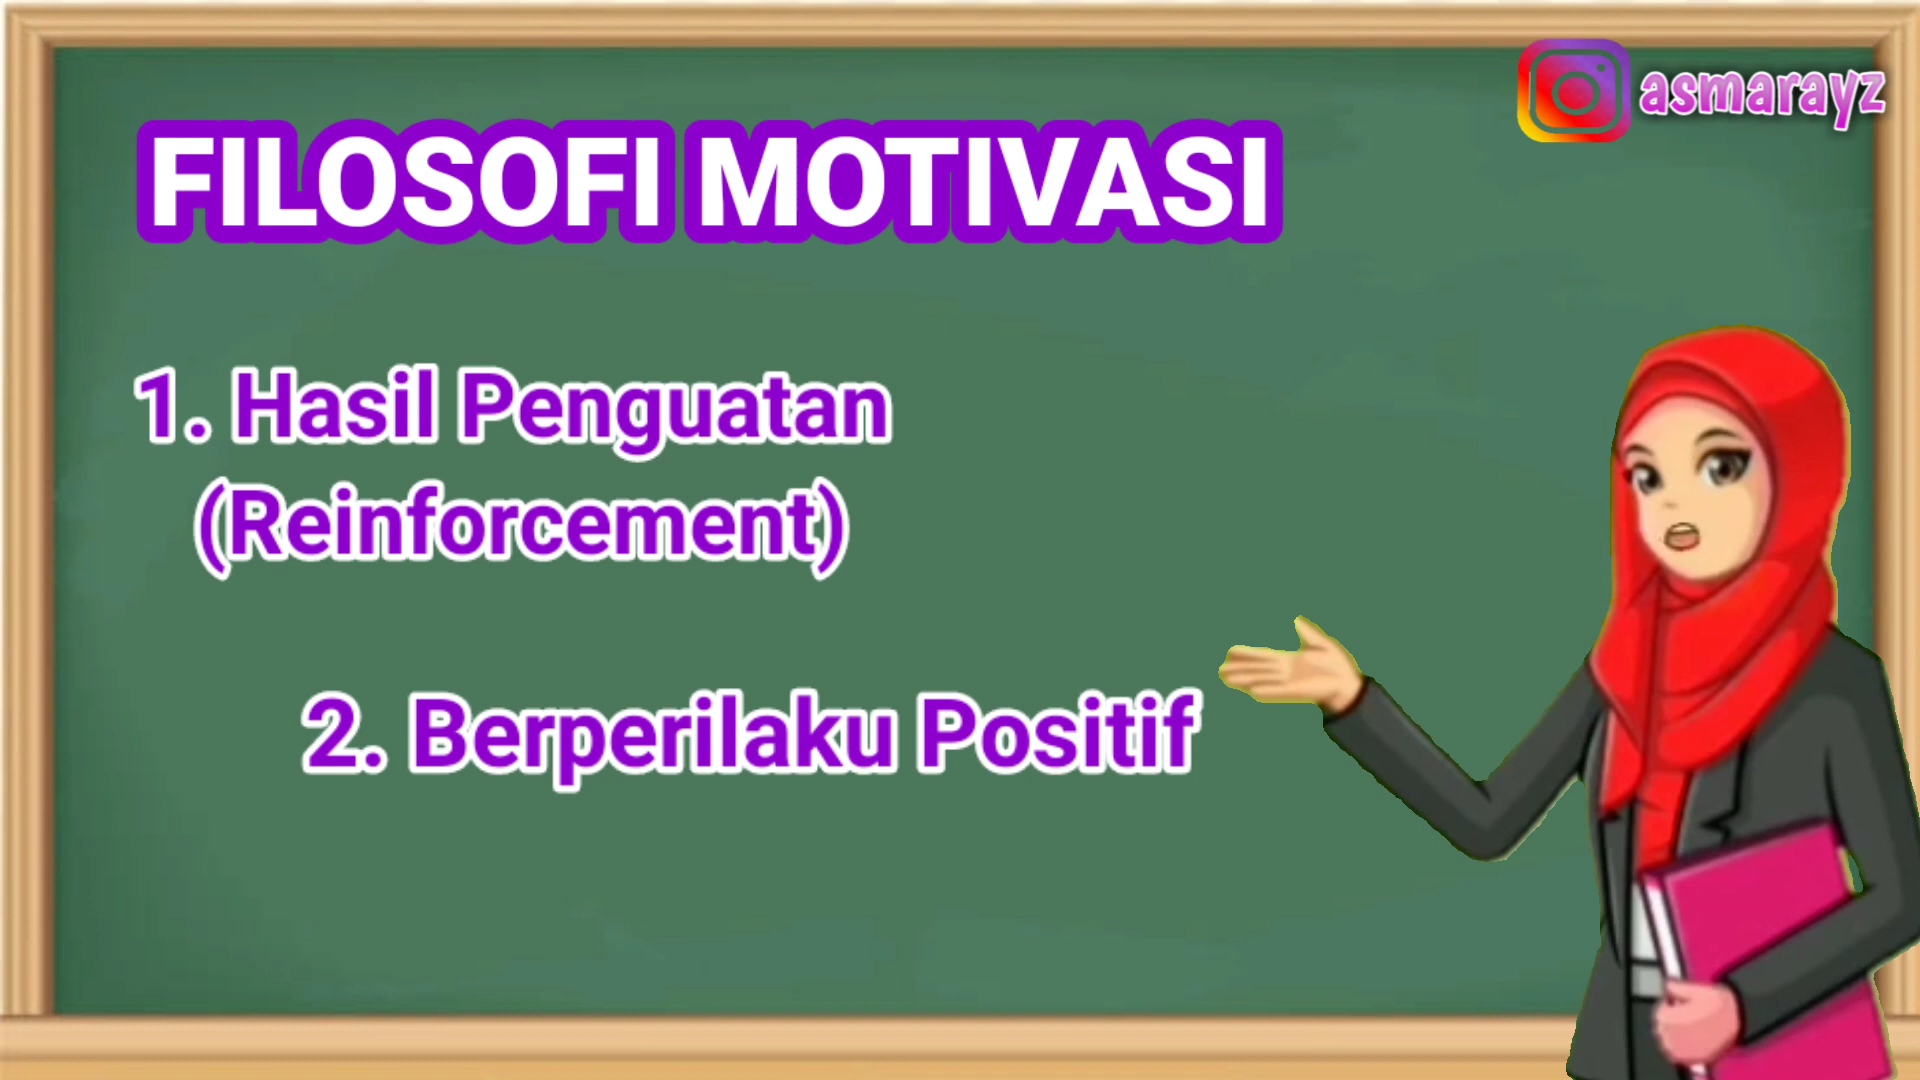 asmarayz
FILOSOFI MOTIVASI
1. Hasil Penguatan
(Reinforcement)
2. Berperilaku Positif